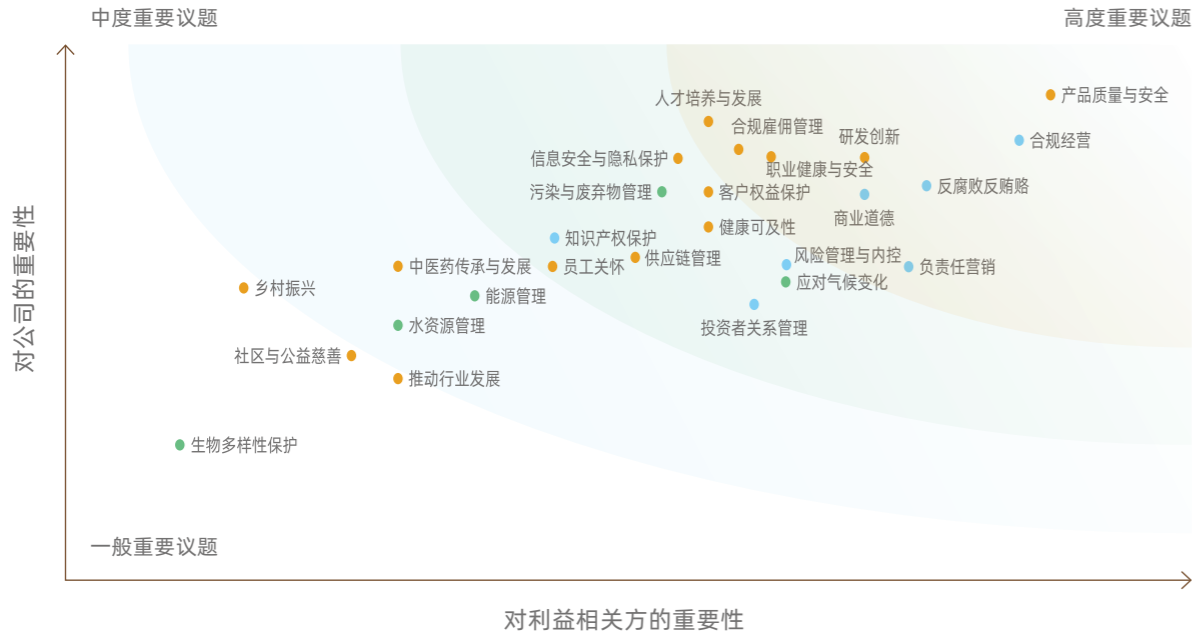 中度重要议题
高度重要议题
产品质量与安全
人才培养与发展
合规雇佣管理
研发创新
合规经营
信息安全与隐私保护
职业健康与安全
反腐败反贿赂
污染与废弃物管理
客户权益保护
商业道德
健康可及性
知识产权保护
供应链管理
风险管理与内控
中医药传承与发展
员工关怀
负责任营销
应对气候变化
乡村振兴
能源管理
水资源管理
投资者关系管理
社区与公益慈善
推动行业发展
生物多样性保护
对公司的重要性
一般重要议题
对利益相关方的重要性